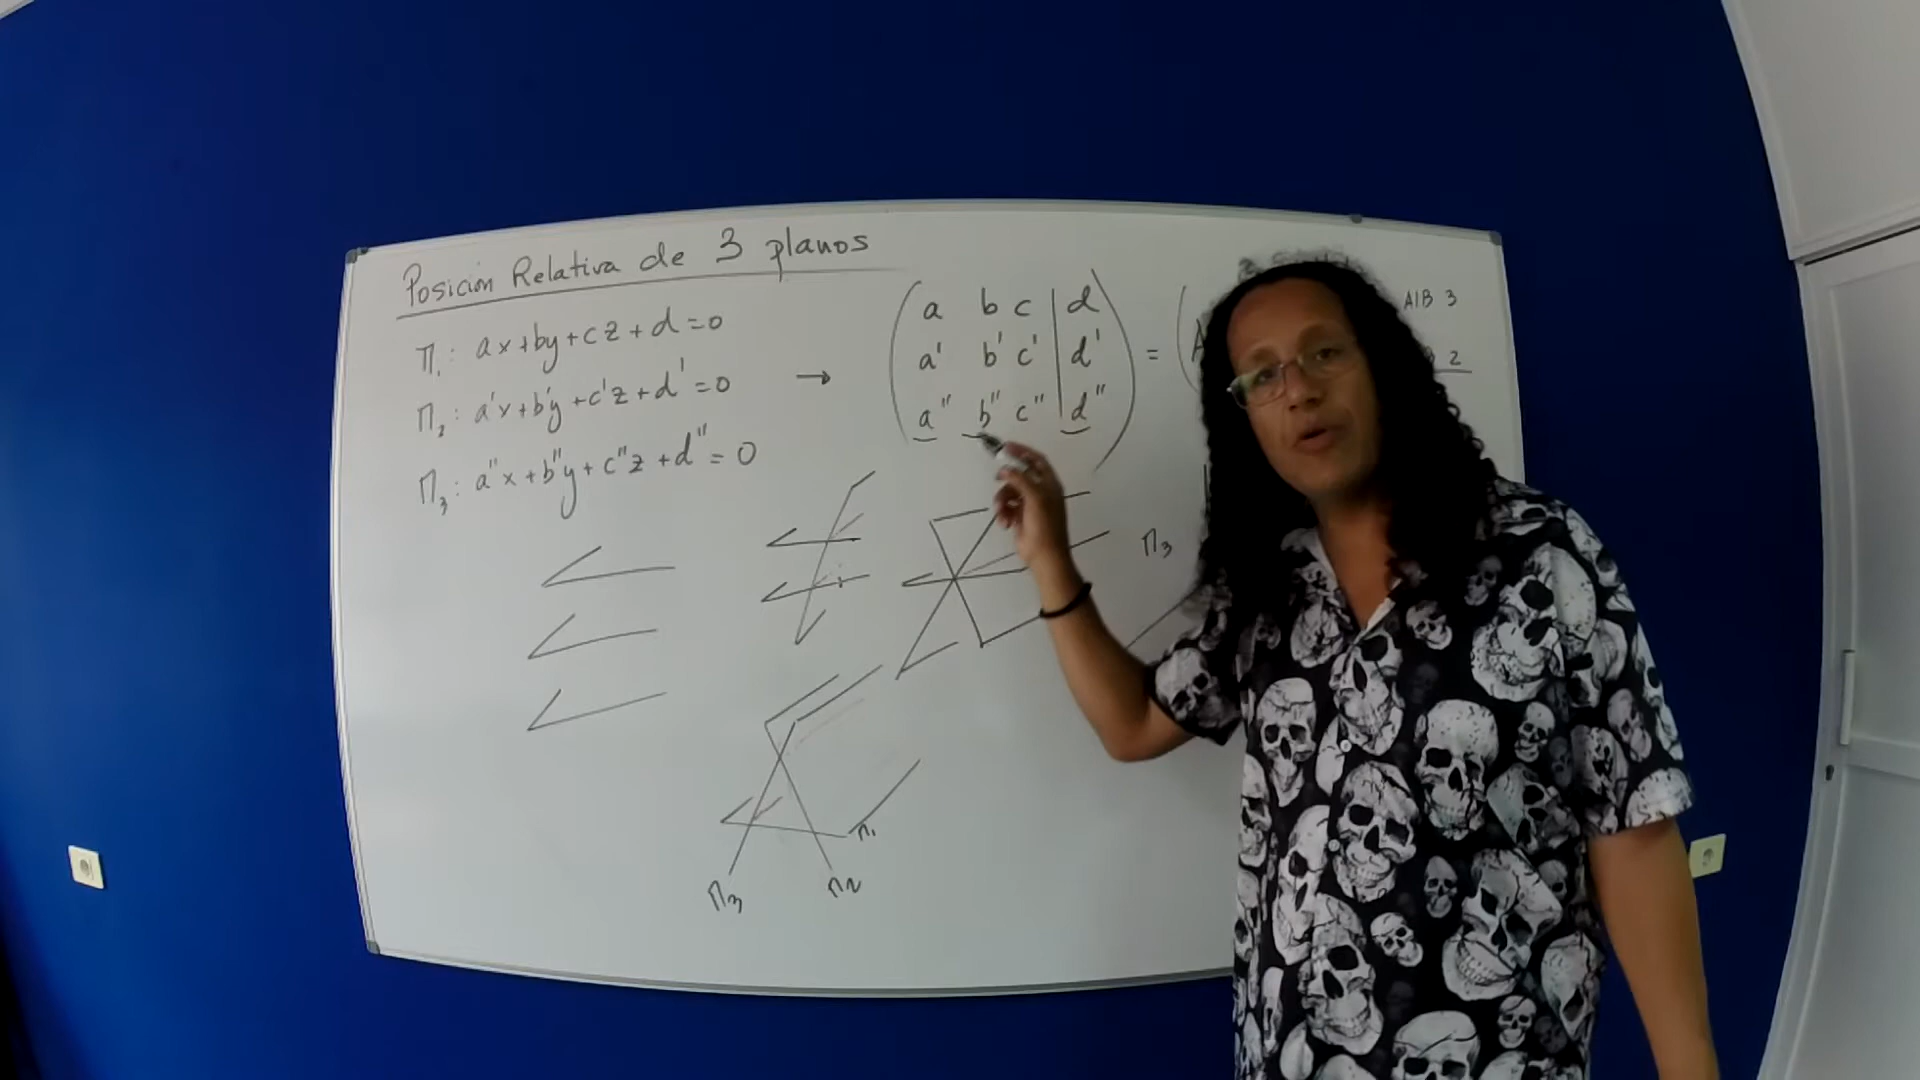 Posición Relativa de 3 planos
π₁: ax+by+cz+d=0
π₂: a'x+b'y+c'z+d'=0
π₃: a''x+b''y+c''z+d''=0
→
a b c | d
a' b' c' | d'
a'' b'' c'' | d''
= ( A
A|B 3
2
π₃
π₁
π₃ π₂